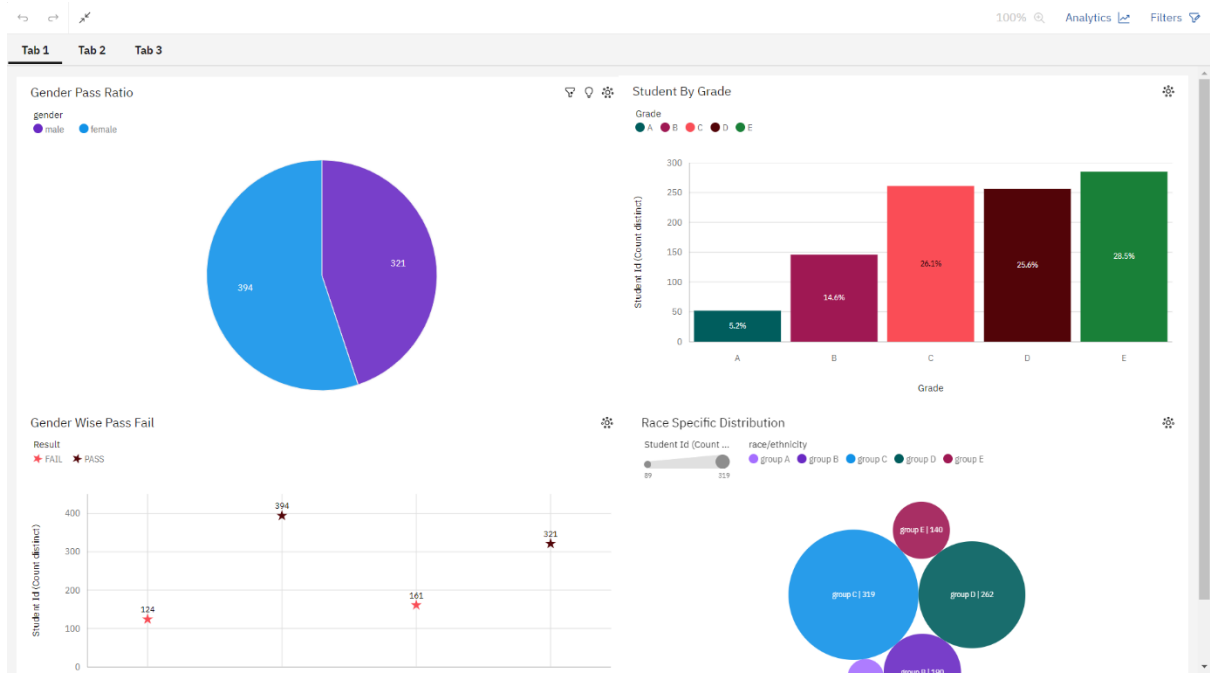 100% Analytics Filters
Tab 1 Tab 2 Tab 3
Gender Pass Ratio
gender
male female
394
321
Student By Grade
Grade
A B C D E
Student Id (Count distinct)
300
250
200
150
100
50
0
5.2%
14.6%
26.1%
25.6%
28.5%
A B C D E
Grade
Gender Wise Pass Fail
Result
FAIL PASS
Student Id (Count distinct)
400
300
200
100
0
124
394
161
321
Race Specific Distribution
Student Id (Count ...
89 319
race/ethnicity
group A group B group C group D group E
group E | 140
group C | 319
group D | 262
group B | 190